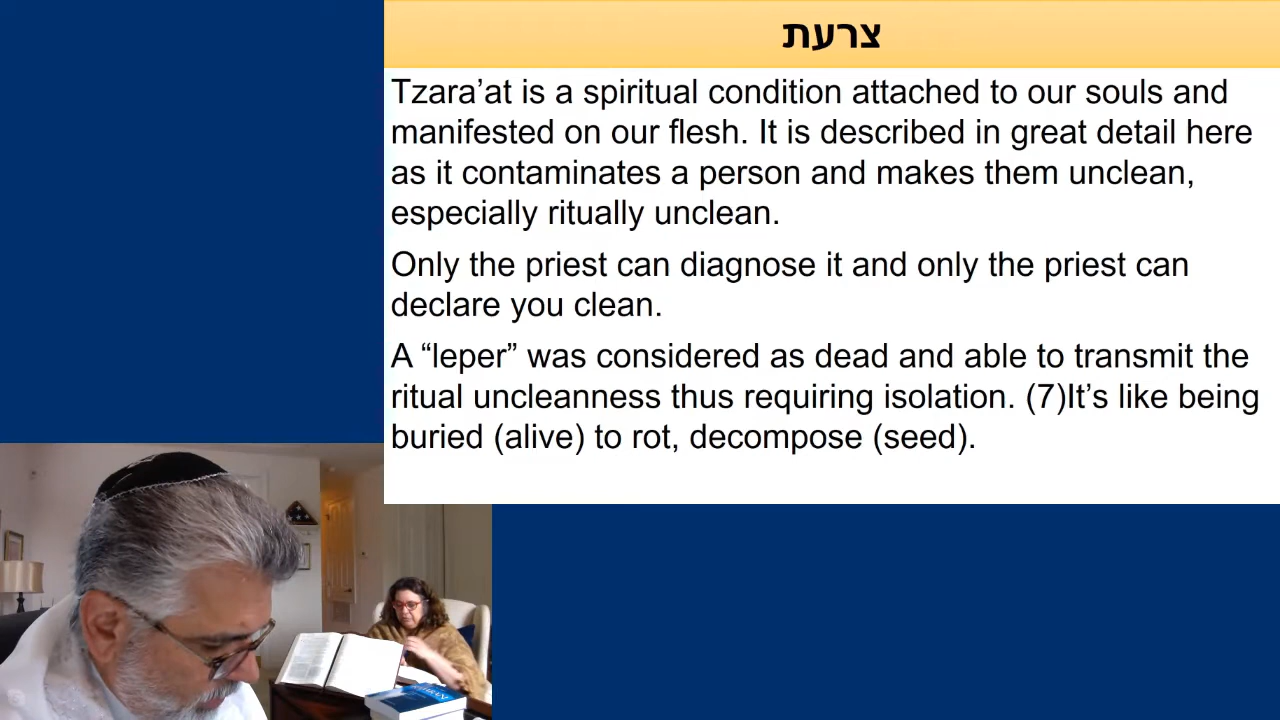 צרעת
Tzara’at is a spiritual condition attached to our souls and
manifested on our flesh. It is described in great detail here
as it contaminates a person and makes them unclean,
especially ritually unclean.
Only the priest can diagnose it and only the priest can
declare you clean.
A “leper” was considered as dead and able to transmit the
ritual uncleanness thus requiring isolation. (7)It’s like being
buried (alive) to rot, decompose (seed).